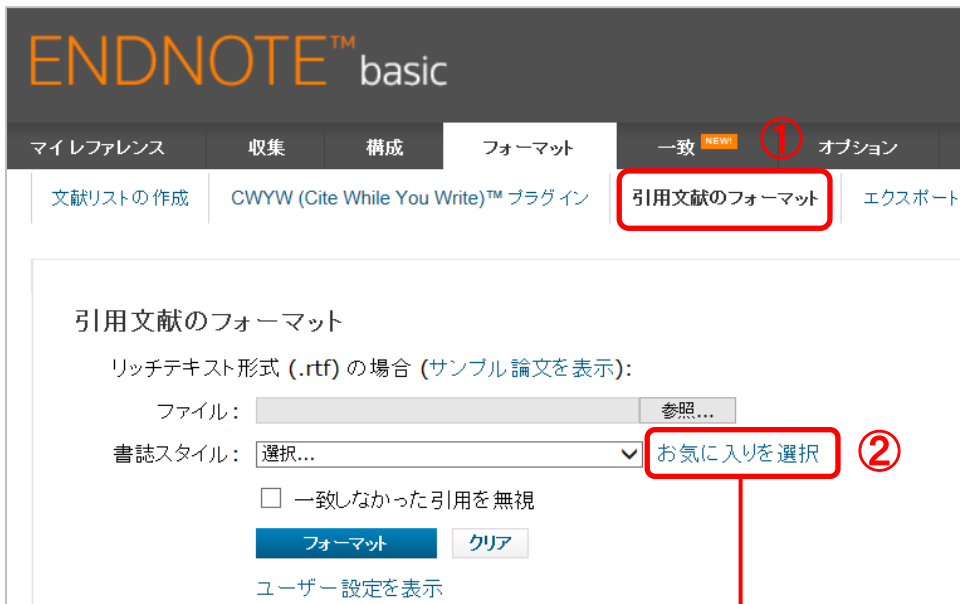 ENDNOTE™ basic
マイレファレンス 収集 構成 フォーマット 一致 NEW! ① オプション
文献リストの作成 CWYW (Cite While You Write)™ プラグイン 引用文献のフォーマット エクスポート
引用文献のフォーマット
リッチテキスト形式 (.rtf) の場合 (サンプル論文を表示):
ファイル: 参照...
書誌スタイル: 選択... お気に入りを選択 ②
一致しなかった引用を無視
フォーマット クリア
ユーザー設定を表示